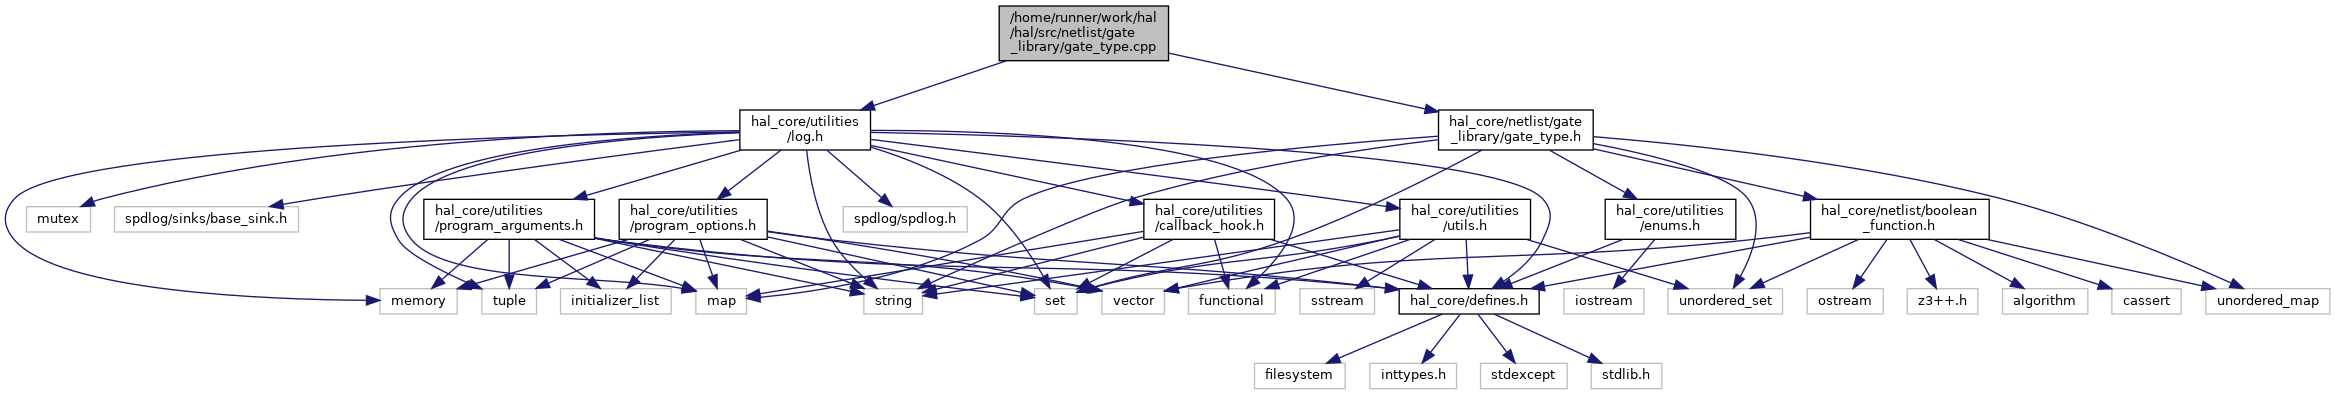 /home/runner/work/hal
/hal/src/netlist/gate
_library/gate_type.cpp
hal_core/utilities
/log.h
hal_core/netlist/gate
_library/gate_type.h
mutex
spdlog/sinks/base_sink.h
hal_core/utilities
/program_arguments.h
hal_core/utilities
/program_options.h
spdlog/spdlog.h
hal_core/utilities
/callback_hook.h
hal_core/utilities
/utils.h
hal_core/utilities
/enums.h
hal_core/netlist/boolean
_function.h
memory
tuple
initializer_list
map
string
set
vector
functional
sstream
hal_core/defines.h
iostream
unordered_set
ostream
z3++.h
algorithm
cassert
unordered_map
filesystem
inttypes.h
stdexcept
stdlib.h